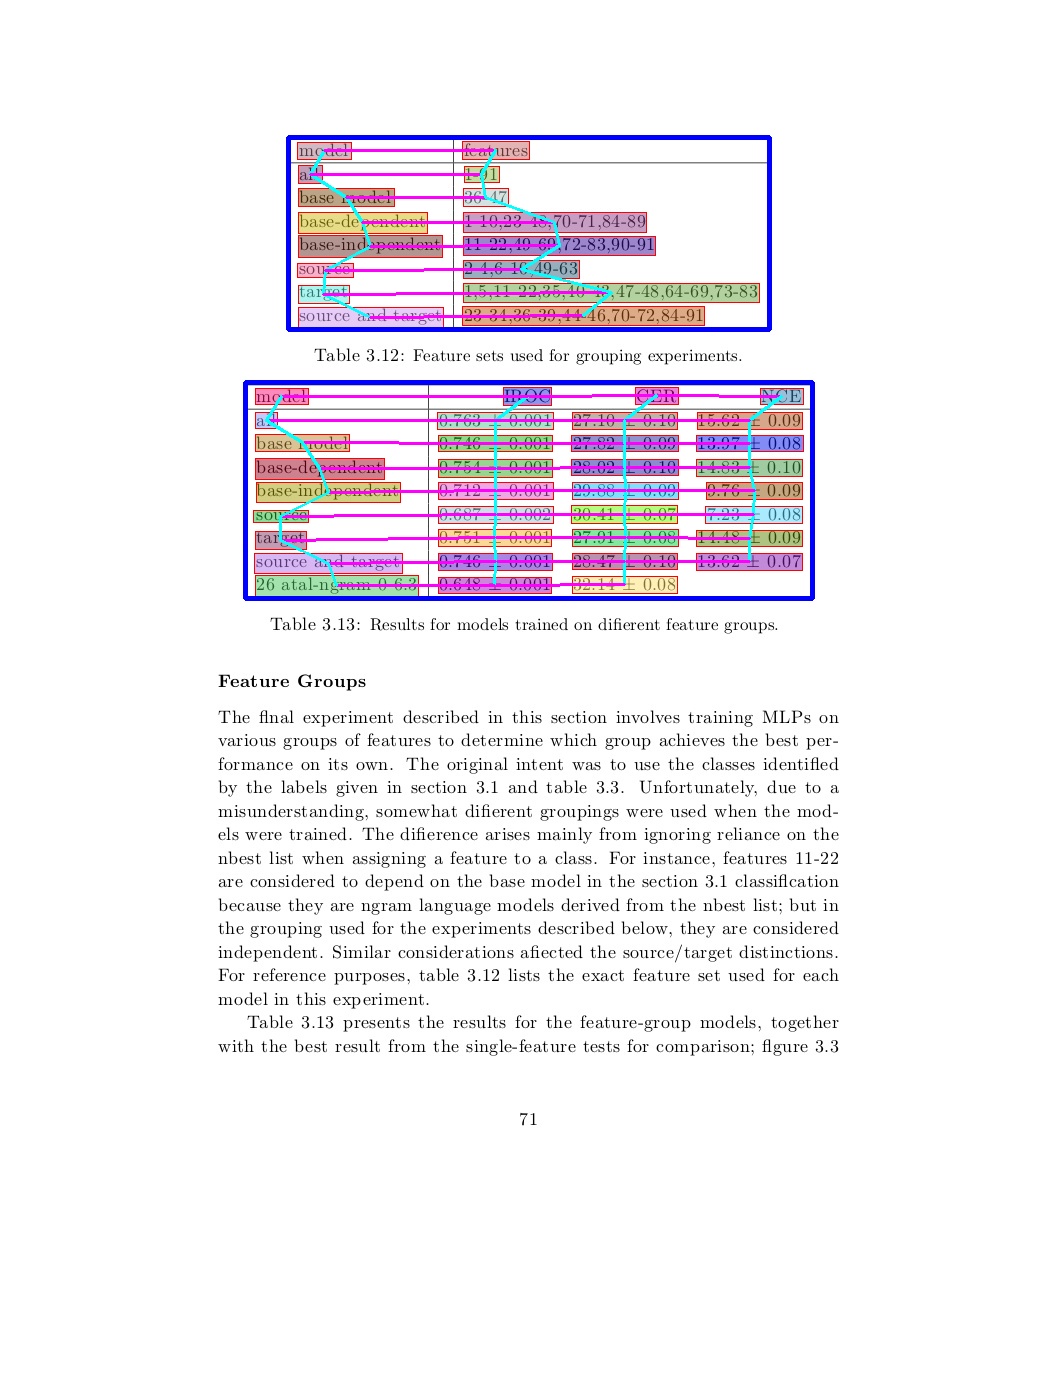 model features
all 1-91
base model 36-47
base-dependent 1-10,23-48,70-71,84-89
base-independent 11-22,49-69,72-83,90-91
source 2-4,6-10,49-63
target 1,5,11-22,35,40-43,47-48,64-69,73-83
source and target 23-34,36-39,44-46,70-72,84-91
Table 3.12: Feature sets used for grouping experiments.
model IROC CER NCE
all 0.763 ± 0.001 27.10 ± 0.10 15.62 ± 0.09
base model 0.746 ± 0.001 27.82 ± 0.09 13.97 ± 0.08
base-dependent 0.754 ± 0.001 28.02 ± 0.10 14.83 ± 0.10
base-independent 0.712 ± 0.001 29.88 ± 0.09 9.76 ± 0.09
source 0.687 ± 0.002 30.41 ± 0.07 7.23 ± 0.08
target 0.751 ± 0.001 27.91 ± 0.08 14.48 ± 0.09
source and target 0.746 ± 0.001 28.47 ± 0.10 13.62 ± 0.07
26 atal-ngram-0-6.3 0.648 ± 0.001 32.14 ± 0.08
Table 3.13: Results for models trained on difierent feature groups.
Feature Groups
The flnal experiment described in this section involves training MLPs on
various groups of features to determine which group achieves the best per-
formance on its own. The original intent was to use the classes identifled
by the labels given in section 3.1 and table 3.3. Unfortunately, due to a
misunderstanding, somewhat difierent groupings were used when the mod-
els were trained. The difierence arises mainly from ignoring reliance on the
nbest list when assigning a feature to a class. For instance, features 11-22
are considered to depend on the base model in the section 3.1 classiflcation
because they are ngram language models derived from the nbest list; but in
the grouping used for the experiments described below, they are considered
independent. Similar considerations afiected the source/target distinctions.
For reference purposes, table 3.12 lists the exact feature set used for each
model in this experiment.
Table 3.13 presents the results for the feature-group models, together
with the best result from the single-feature tests for comparison; flgure 3.3
71